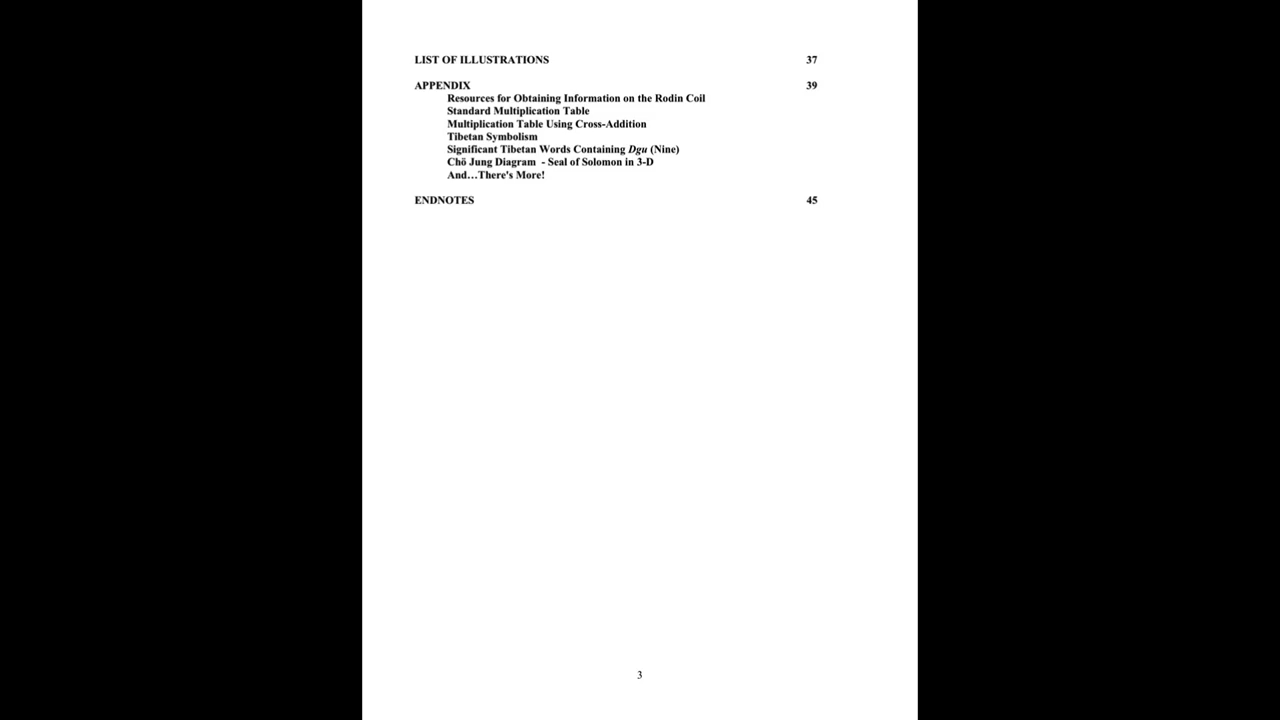 LIST OF ILLUSTRATIONS 37
APPENDIX 39
Resources for Obtaining Information on the Rodin Coil
Standard Multiplication Table
Multiplication Table Using Cross-Addition
Tibetan Symbolism
Significant Tibetan Words Containing Dgu (Nine)
Chö Jung Diagram - Seal of Solomon in 3-D
And...There's More!
ENDNOTES 45
3